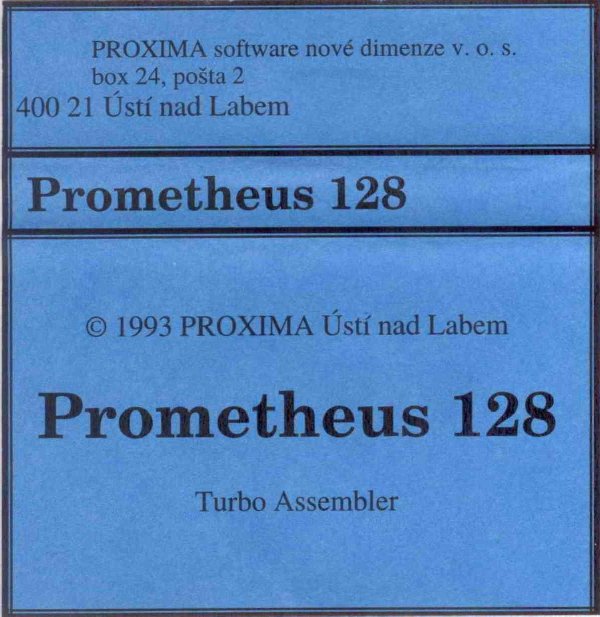 PROXIMA software nové dimenze v. o. s.
box 24, pošta 2
400 21 Ústí nad Labem
Prometheus 128
© 1993 PROXIMA Ústí nad Labem
Prometheus 128
Turbo Assembler